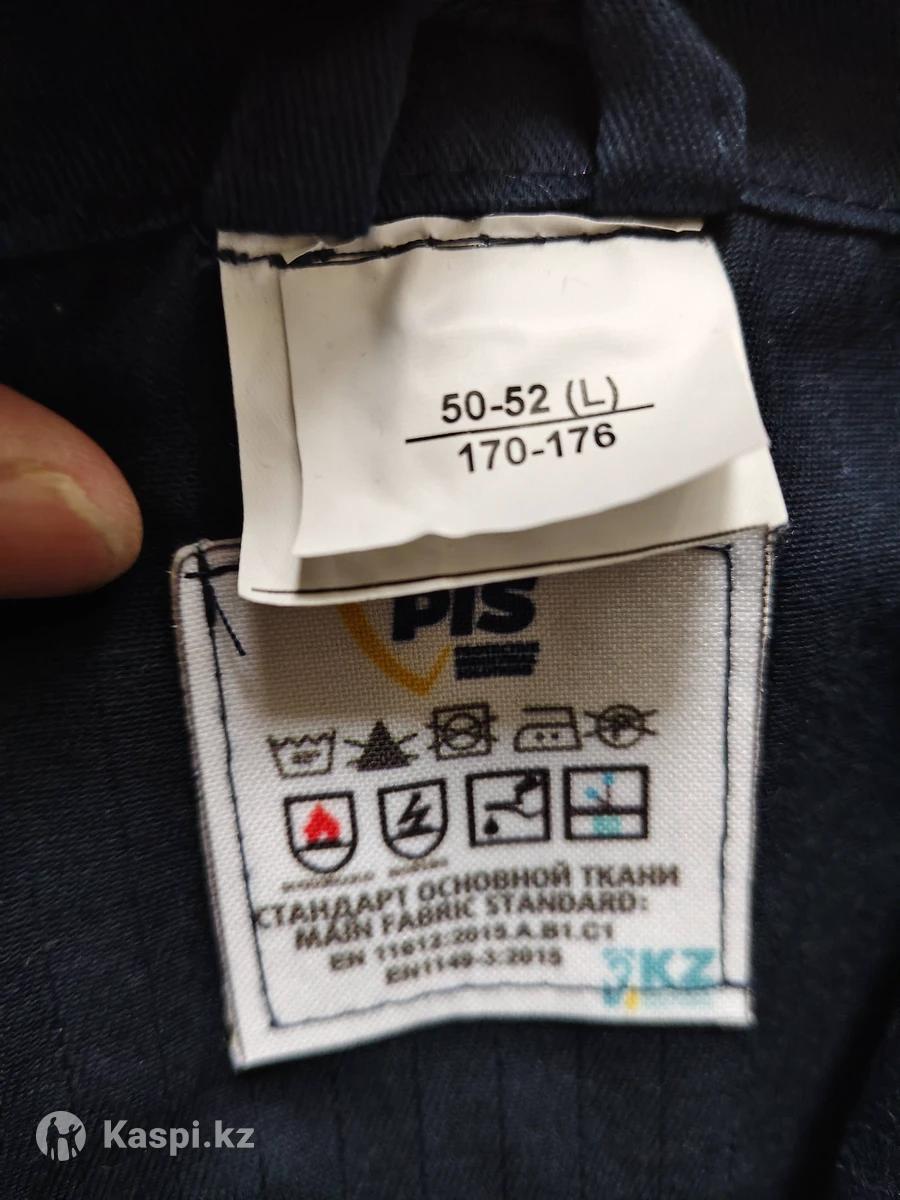 50-52 (L)
170-176
PIS
СТАНДАРТ ОСНОВНОЙ ТКАНИ
MAIN FABRIC STANDARD:
EN 11612:2015.A.B1.C1
EN1149-3:2015
KZ
Kaspi.kz